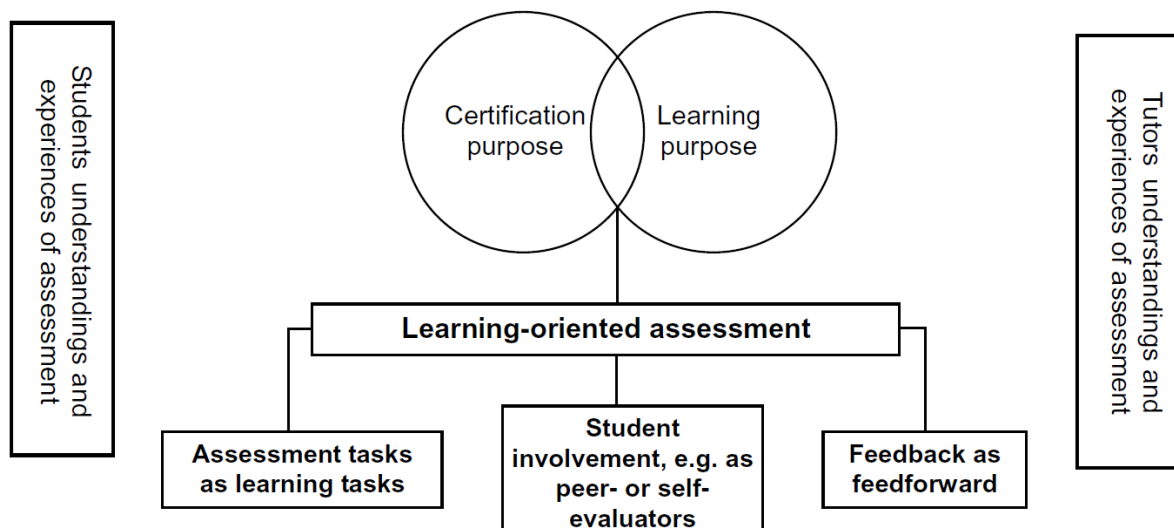 Students understandings and
experiences of assessment
Certification
purpose
Learning
purpose
Tutors understandings and
experiences of assessment
Learning-oriented assessment
Assessment tasks
as learning tasks
Student
involvement, e.g. as
peer- or self-
evaluators
Feedback as
feedforward